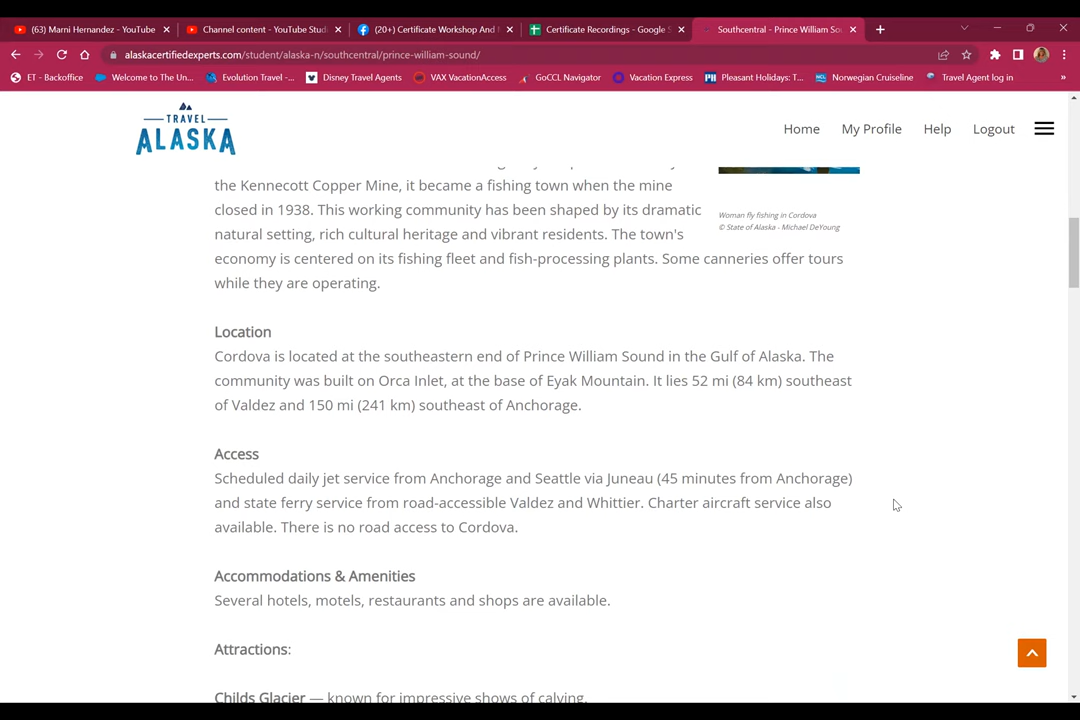 (63) Marni Hernandez - YouTube
Channel content - YouTube Stud
(20+) Certificate Workshop And
Certificate Recordings - Google S
Southcentral - Prince William So
alaskacertifiedexperts.com/student/alaska-n/southcentral/prince-william-sound/
ET - Backoffice
Welcome to The Un...
Evolution Travel -...
Disney Travel Agents
VAX VacationAccess
GoCCL Navigator
Vacation Express
Pleasant Holidays: T...
Norwegian Cruiseline
Travel Agent log in
TRAVEL
ALASKA
Home
My Profile
Help
Logout
the Kennecott Copper Mine, it became a fishing town when the mine
closed in 1938. This working community has been shaped by its dramatic
natural setting, rich cultural heritage and vibrant residents. The town's
economy is centered on its fishing fleet and fish-processing plants. Some canneries offer tours
while they are operating.
Woman fly fishing in Cordova
© State of Alaska - Michael DeYoung
Location
Cordova is located at the southeastern end of Prince William Sound in the Gulf of Alaska. The
community was built on Orca Inlet, at the base of Eyak Mountain. It lies 52 mi (84 km) southeast
of Valdez and 150 mi (241 km) southeast of Anchorage.
Access
Scheduled daily jet service from Anchorage and Seattle via Juneau (45 minutes from Anchorage)
and state ferry service from road-accessible Valdez and Whittier. Charter aircraft service also
available. There is no road access to Cordova.
Accommodations & Amenities
Several hotels, motels, restaurants and shops are available.
Attractions:
Childs Glacier — known for impressive shows of calving.